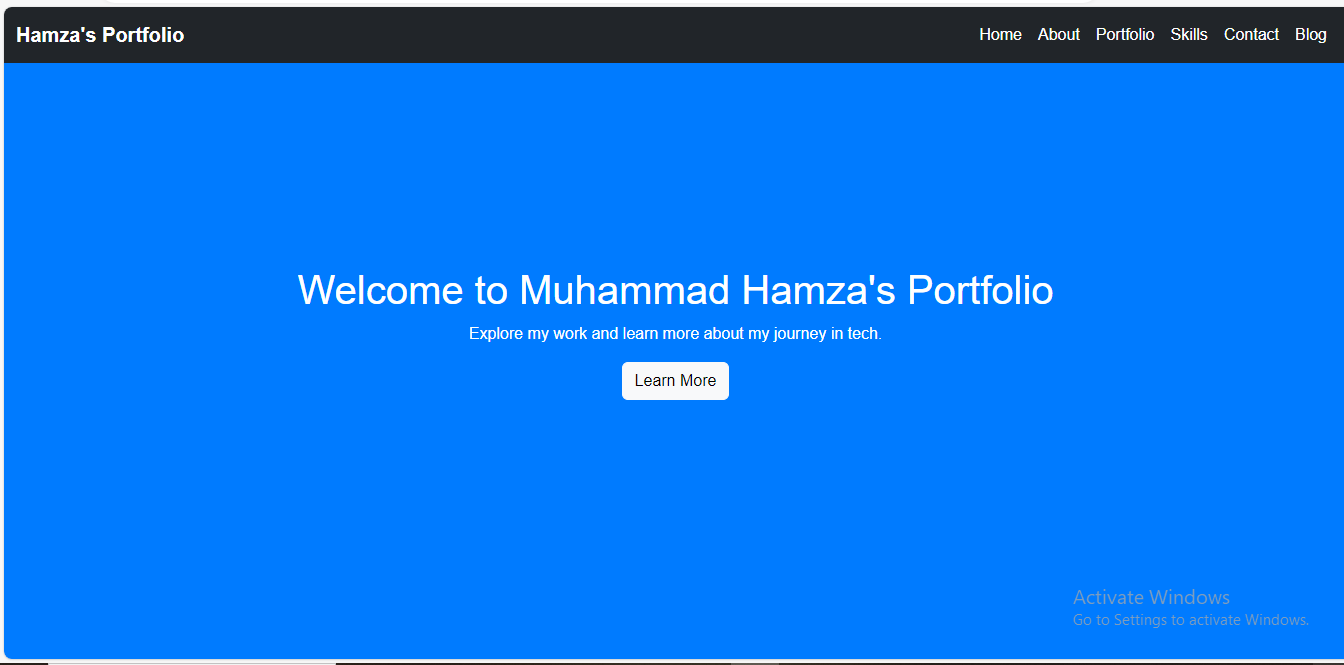 Hamza's Portfolio
Home About Portfolio Skills Contact Blog
Welcome to Muhammad Hamza's Portfolio
Explore my work and learn more about my journey in tech.
Learn More
Activate Windows
Go to Settings to activate Windows.